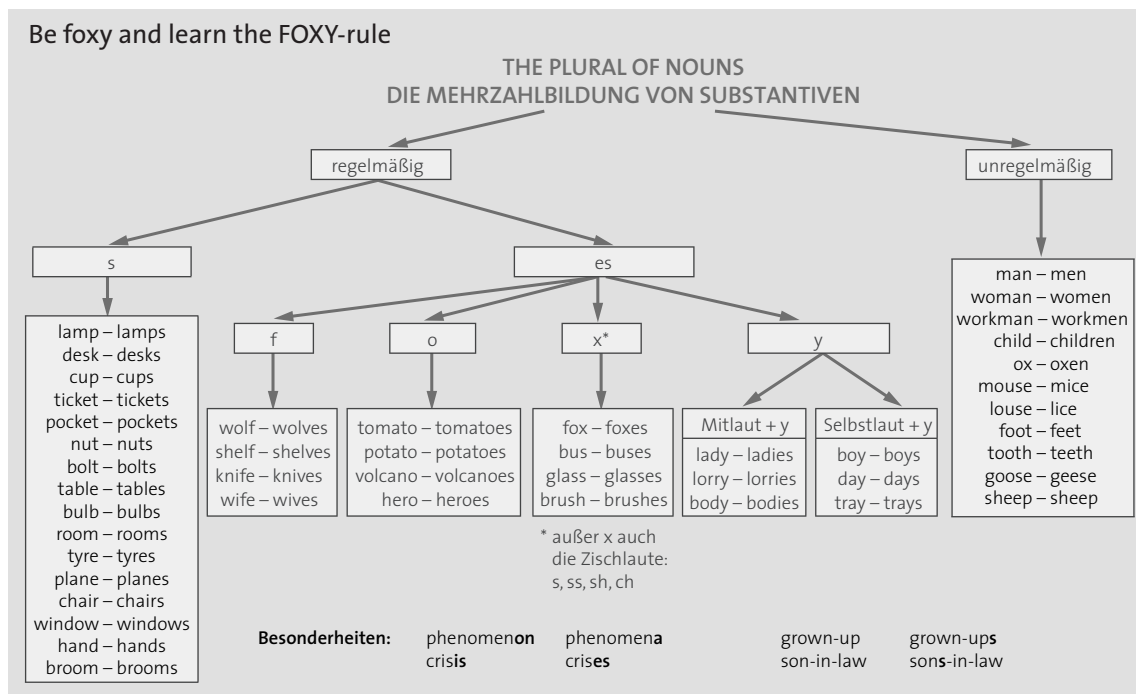 Be foxy and learn the FOXY-rule
THE PLURAL OF NOUNS
DIE MEHRZAHLBILDUNG VON SUBSTANTIVEN
regelmäßig
unregelmäßig
s
es
lamp – lamps
desk – desks
cup – cups
ticket – tickets
pocket – pockets
nut – nuts
bolt – bolts
table – tables
bulb – bulbs
room – rooms
tyre – tyres
plane – planes
chair – chairs
window – windows
hand – hands
broom – brooms
f
wolf – wolves
shelf – shelves
knife – knives
wife – wives
o
tomato – tomatoes
potato – potatoes
volcano – volcanoes
hero – heroes
x*
fox – foxes
bus – buses
glass – glasses
brush – brushes
* außer x auch
die Zischlaute:
s, ss, sh, ch
y
Mitlaut + y
lady – ladies
lorry – lorries
body – bodies
Selbstlaut + y
boy – boys
day – days
tray – trays
man – men
woman – women
workman – workmen
child – children
ox – oxen
mouse – mice
louse – lice
foot – feet
tooth – teeth
goose – geese
sheep – sheep
Besonderheiten: phenomenon phenomena grown-up grown-ups
crisis crises son-in-law sons-in-law